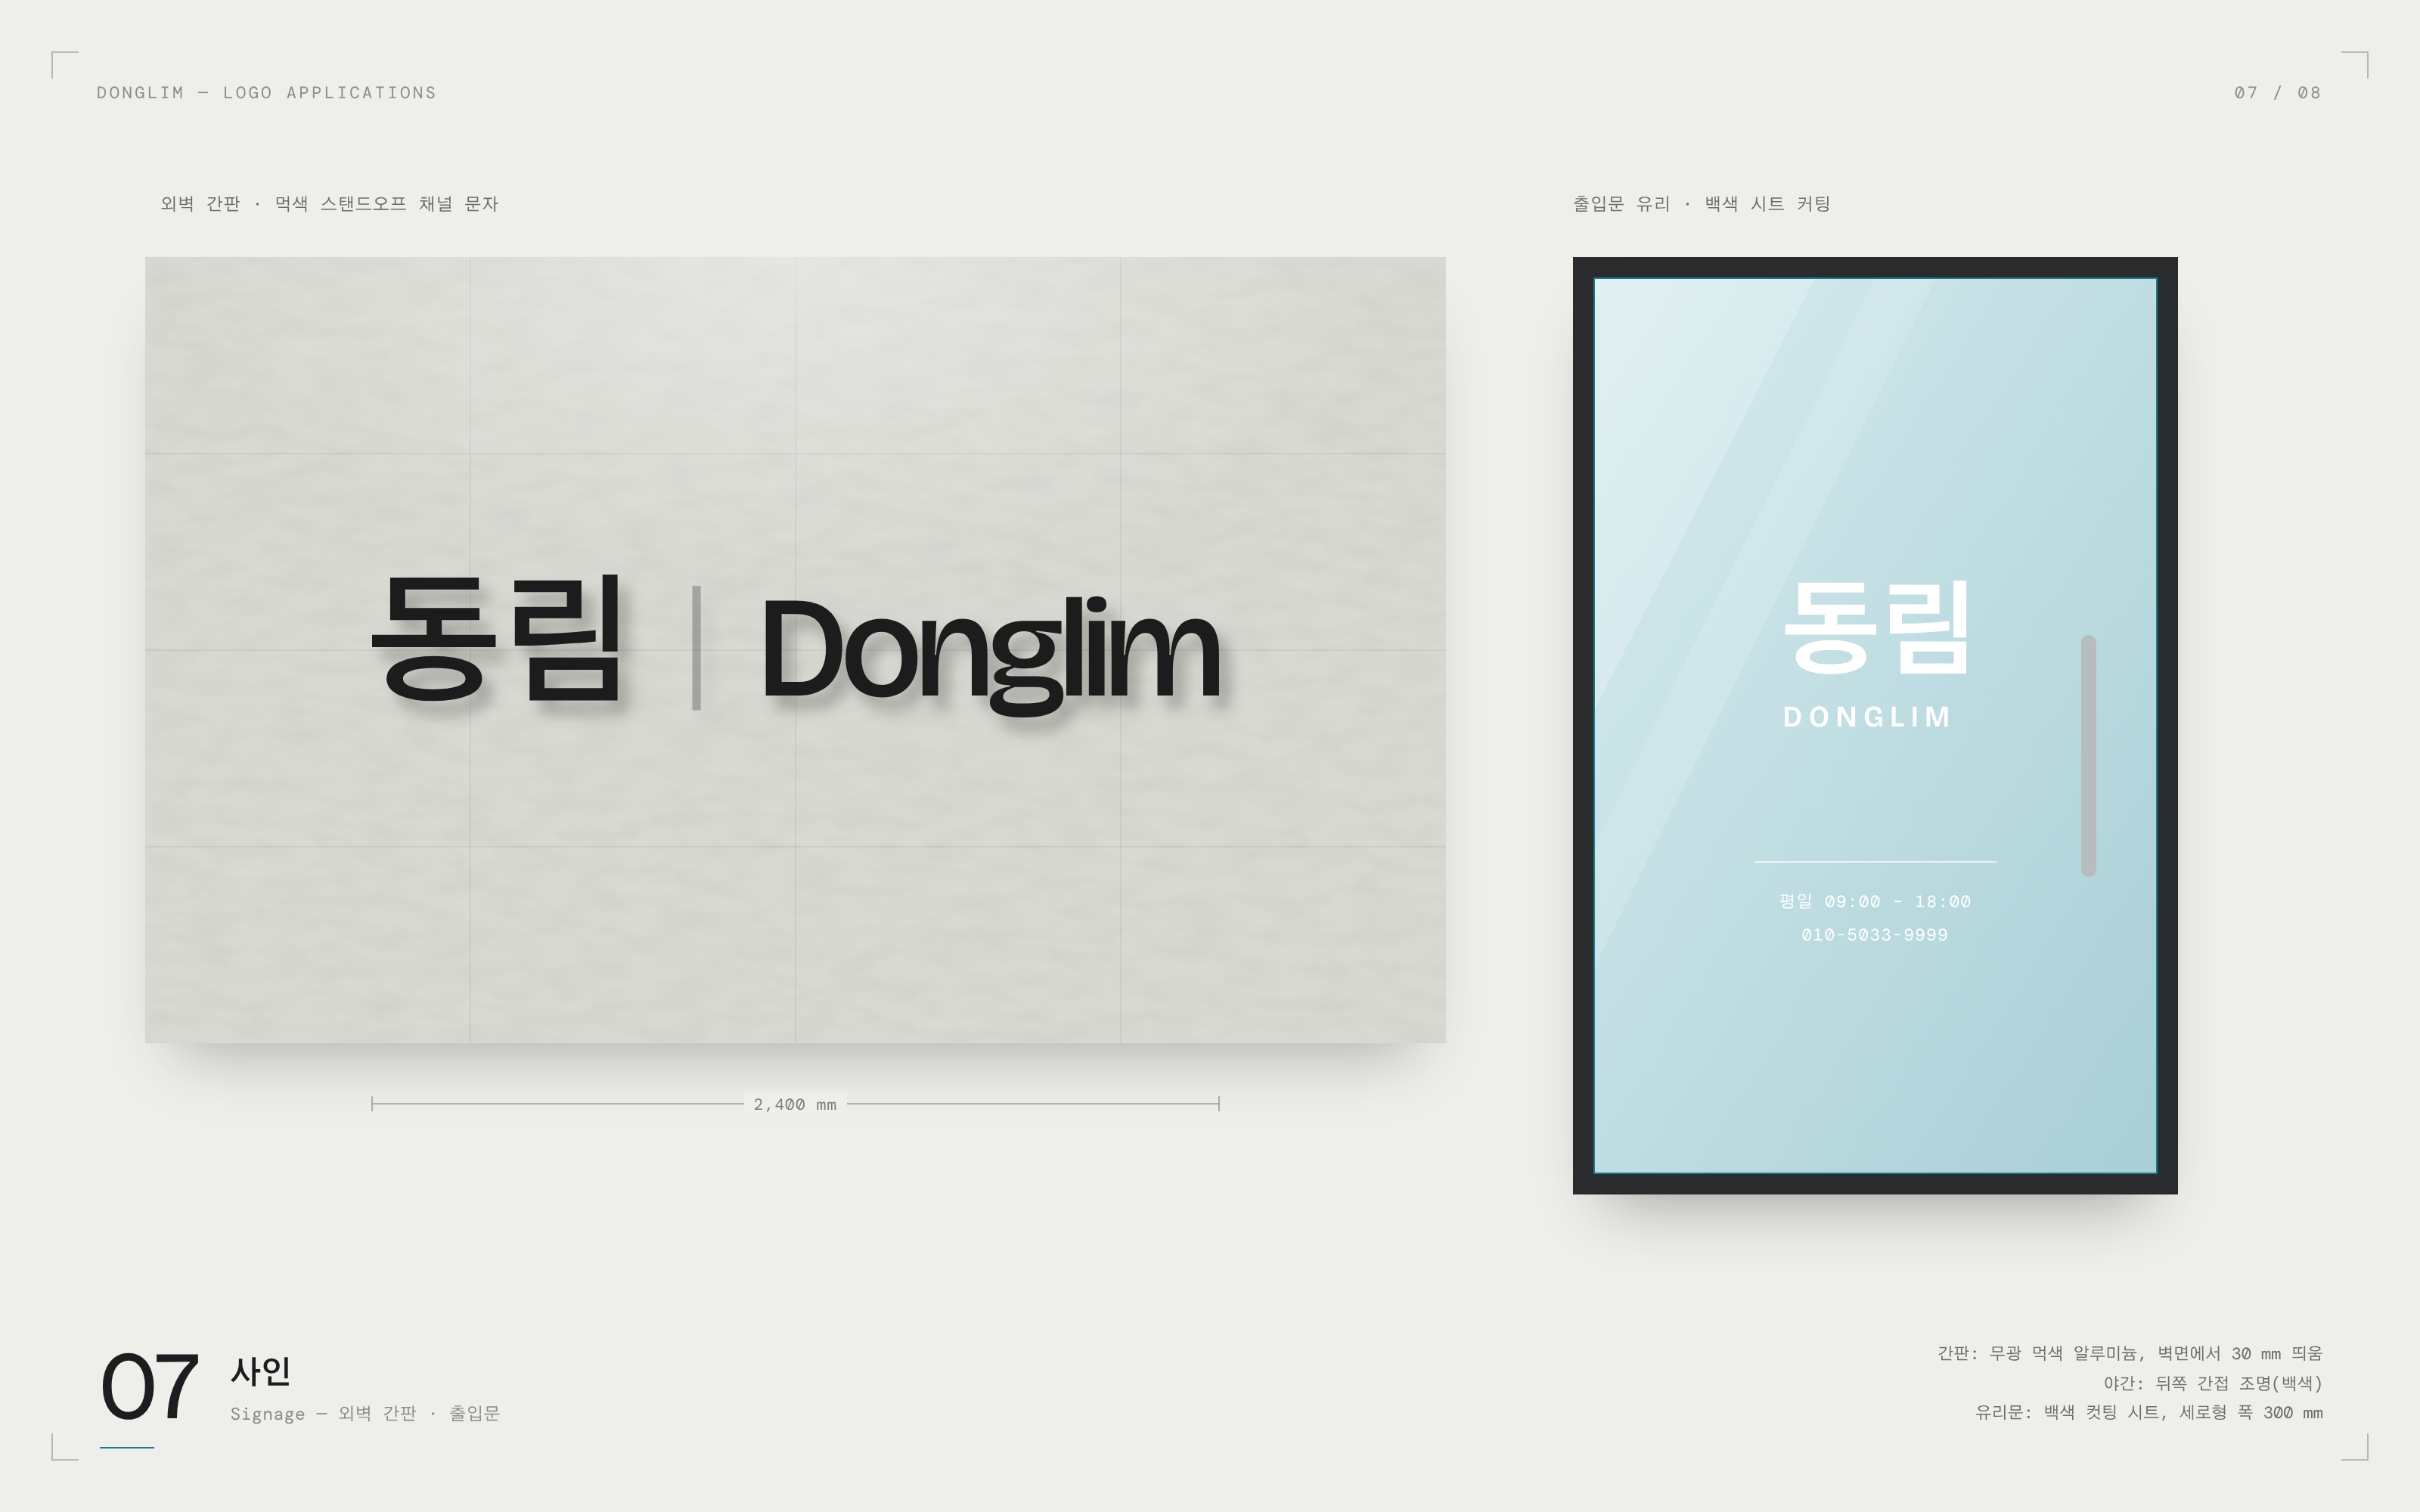 DONGLIM — LOGO APPLICATIONS
07 / 08
외벽 간판 · 먹색 스탠드오프 채널 문자
출입문 유리 · 백색 시트 커팅
동림 | Donglim
동림
DONGLIM
평일 09:00 - 18:00
010-5033-9999
2,400 mm
07 사인
Signage — 외벽 간판 · 출입문
간판: 무광 먹색 알루미늄, 벽면에서 30 mm 띄움
야간: 뒤쪽 간접 조명(백색)
유리문: 백색 컷팅 시트, 세로형 폭 300 mm